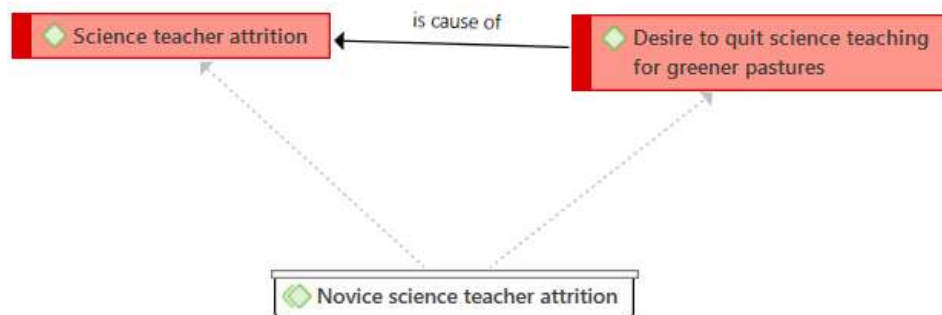 is cause of
Science teacher attrition
Desire to quit science teaching
for greener pastures
Novice science teacher attrition